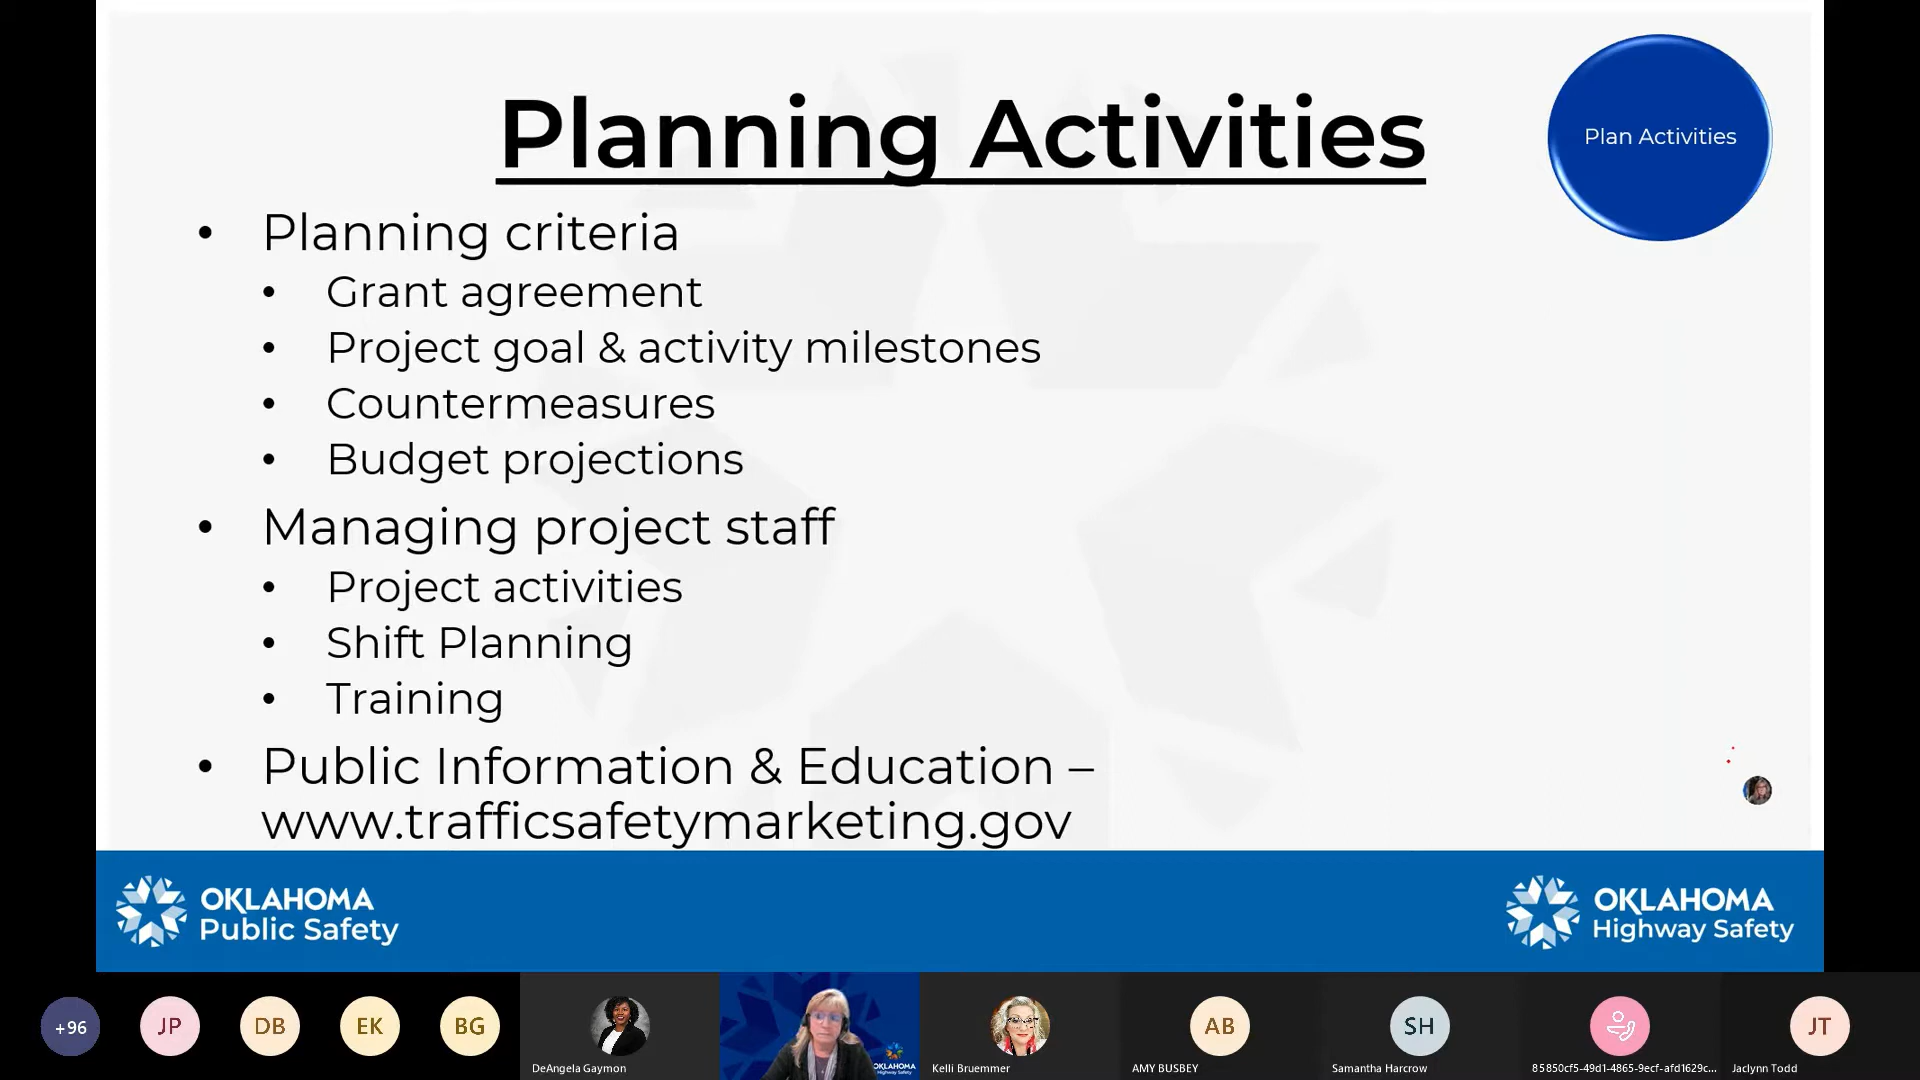 Planning Activities
Plan Activities
• Planning criteria
• Grant agreement
• Project goal & activity milestones
• Countermeasures
• Budget projections
• Managing project staff
• Project activities
• Shift Planning
• Training
• Public Information & Education –
www.trafficsafetymarketing.gov
OKLAHOMA
Public Safety
OKLAHOMA
Highway Safety
+96
JP
DB
EK
BG
DeAngela Gaymon
OKLAHOMA
Highway Safety
Kelli Bruemmer
AB
AMY BUSBEY
SH
Samantha Harcrow
85850cf5-49d1-4865-9ecf-afd1629c...
JT
Jaclynn Todd